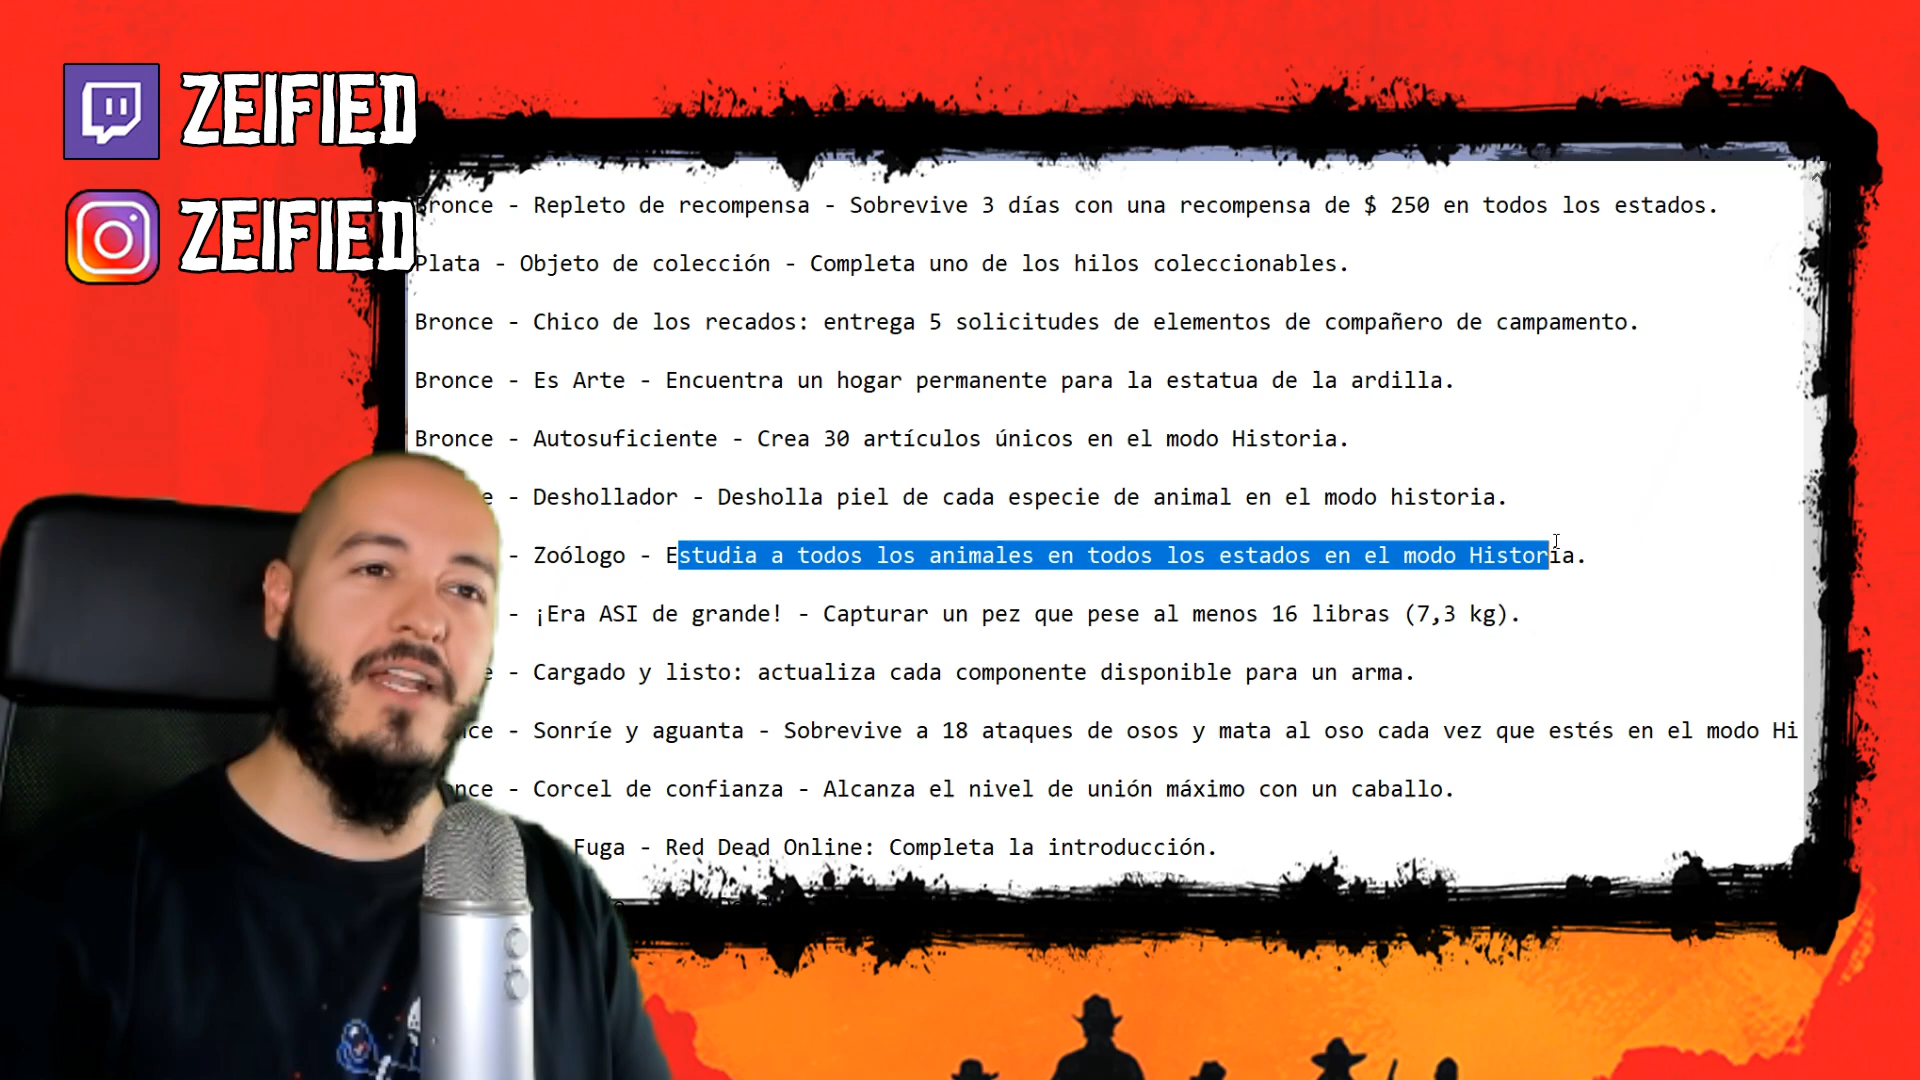 ZEIFIED
ZEIFIED
Bronce - Repleto de recompensa - Sobrevive 3 días con una recompensa de $ 250 en todos los estados.
Plata - Objeto de colección - Completa uno de los hilos coleccionables.
Bronce - Chico de los recados: entrega 5 solicitudes de elementos de compañero de campamento.
Bronce - Es Arte - Encuentra un hogar permanente para la estatua de la ardilla.
Bronce - Autosuficiente - Crea 30 artículos únicos en el modo Historia.
e - Deshollador - Desholla piel de cada especie de animal en el modo historia.
- Zoólogo - Estudia a todos los animales en todos los estados en el modo Historia.
- ¡Era ASI de grande! - Capturar un pez que pese al menos 16 libras (7,3 kg).
e - Cargado y listo: actualiza cada componente disponible para un arma.
nce - Sonríe y aguanta - Sobrevive a 18 ataques de osos y mata al oso cada vez que estés en el modo Hi
nce - Corcel de confianza - Alcanza el nivel de unión máximo con un caballo.
Fuga - Red Dead Online: Completa la introducción.